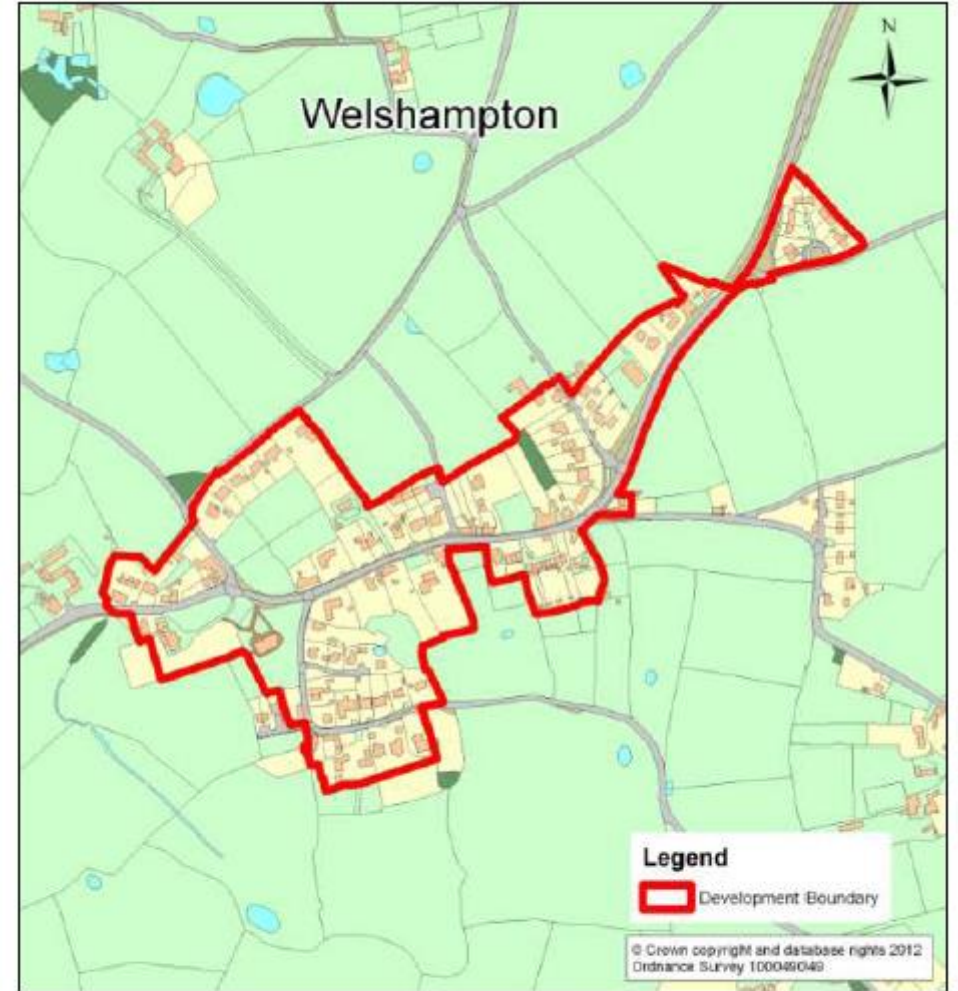 N
Welshampton
Legend
Development Boundary
© Crown copyright and database rights 2012
Ordnance Survey 100049049